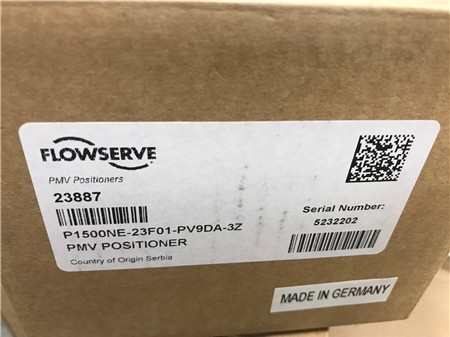 FLOWSERVE
PMV Positioners
23887
Serial Number:
5232202
P1500NE-23F01-PV9DA-3Z
PMV POSITIONER
Country of Origin Serbia
MADE IN GERMANY